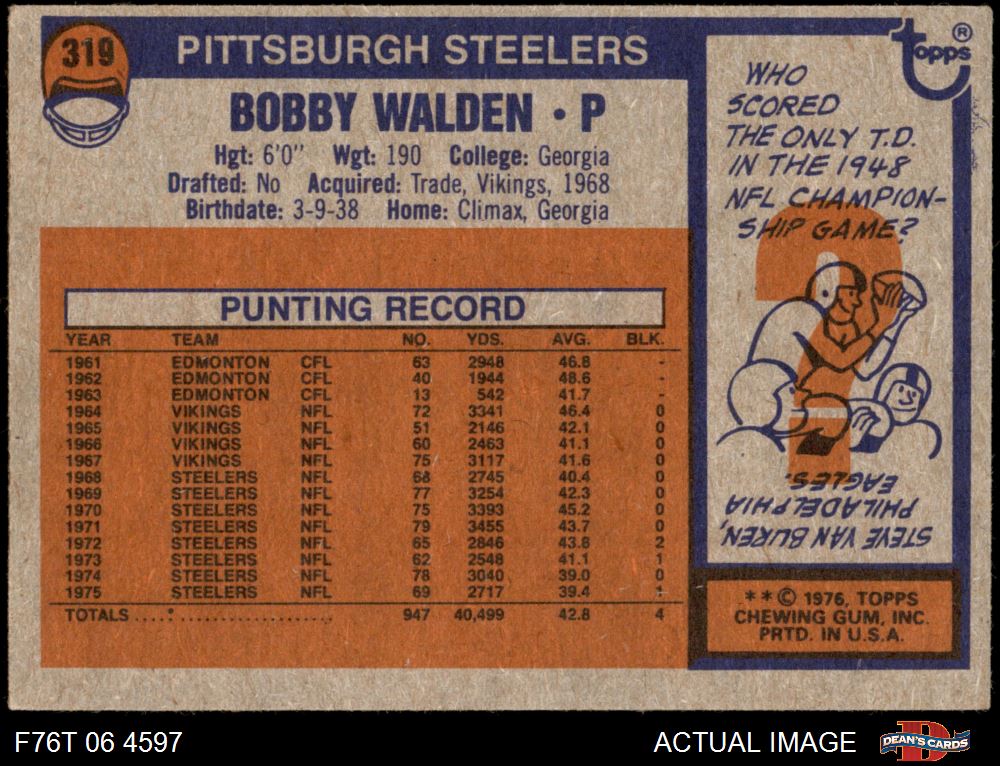 319
PITTSBURGH STEELERS
BOBBY WALDEN • P
Hgt: 6'0" Wgt: 190 College: Georgia
Drafted: No Acquired: Trade, Vikings, 1968
Birthdate: 3-9-38 Home: Climax, Georgia
PUNTING RECORD
YEAR TEAM NO. YDS. AVG. BLK.
1961 EDMONTON CFL 63 2948 46.8 -
1962 EDMONTON CFL 40 1944 48.6 -
1963 EDMONTON CFL 13 542 41.7 -
1964 VIKINGS NFL 72 3341 46.4 0
1965 VIKINGS NFL 51 2146 42.1 0
1966 VIKINGS NFL 60 2463 41.1 0
1967 VIKINGS NFL 75 3117 41.6 0
1968 STEELERS NFL 68 2745 40.4 0
1969 STEELERS NFL 77 3254 42.3 0
1970 STEELERS NFL 75 3393 45.2 0
1971 STEELERS NFL 79 3455 43.7 0
1972 STEELERS NFL 65 2846 43.8 2
1973 STEELERS NFL 62 2548 41.1 1
1974 STEELERS NFL 78 3040 39.0 0
1975 STEELERS NFL 69 2717 39.4 1
TOTALS 947 40,499 42.8 4
Topps®
WHO
SCORED
THE ONLY T.D.
IN THE 1948
NFL CHAMPION-
SHIP GAME?
?
STEVE VAN BUREN,
PHILADELPHIA
EAGLES.
**© 1976, TOPPS
CHEWING GUM, INC.
PRTD. IN U.S.A.
F76T 06 4597
ACTUAL IMAGE
D
DEAN'S CARDS